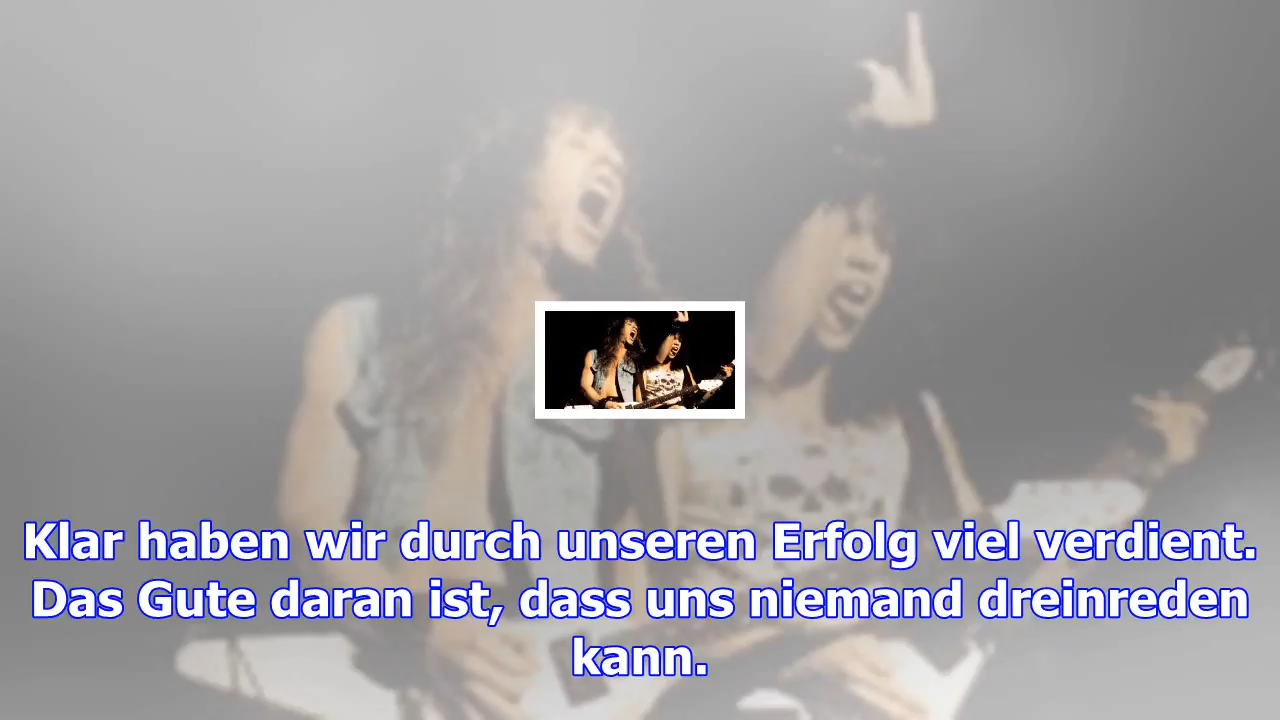 Klar haben wir durch unseren Erfolg viel verdient.
Das Gute daran ist, dass uns niemand dreinreden
kann.